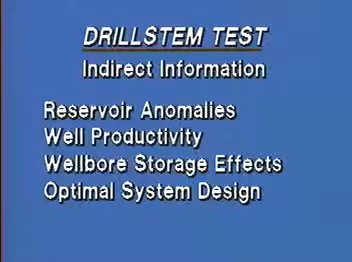 DRILLSTEM TEST
Indirect Information
Reservoir Anomalies
Well Productivity
Wellbore Storage Effects
Optimal System Design